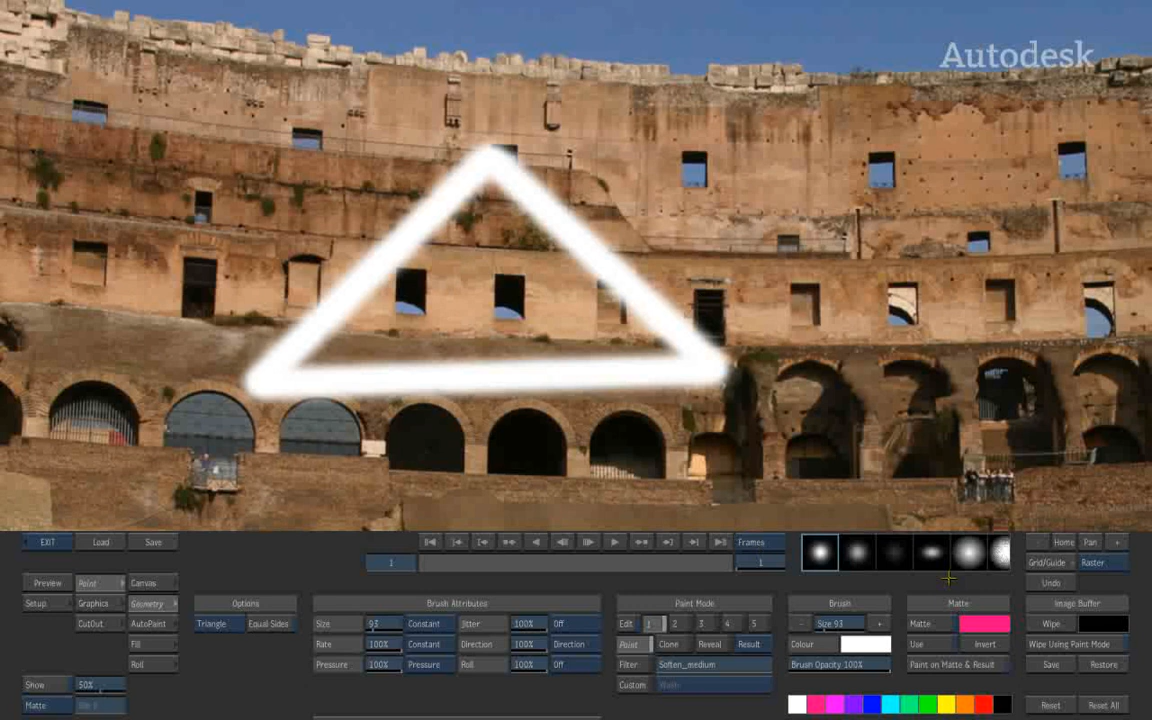 Autodesk
EXIT Load Save Frames Home Pan +
1 1 Grid/Guide Raster
Preview Paint Canvas Undo
Setup Graphics Geometry Options Brush Attributes Paint Mode Brush Matte Image Buffer
CutOut AutoPaint Triangle Equal Sides Size 93 Constant Jitter 100% Off Edit 1 2 3 4 5 - Size 93 + Matte Wipe
Fill Rate 100% Constant Direction 100% Direction Paint Clone Reveal Result Colour Use Invert Wipe Using Paint Mode
Roll Pressure 100% Pressure Roll 100% Off Filter Soften_medium Brush Opacity 100% Paint on Matte & Result Save Restore
Show 50% Custom
Matte Reset Reset All